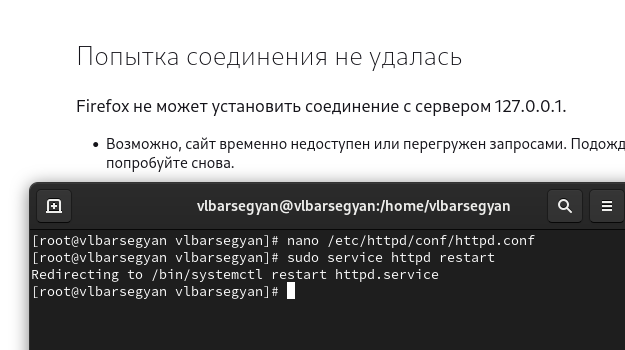 Попытка соединения не удалась
Firefox не может установить соединение с сервером 127.0.0.1.
• Возможно, сайт временно недоступен или перегружен запросами. Подожд
попробуйте снова.
vlbarsegyan@vlbarsegyan:/home/vlbarsegyan
[root@vlbarsegyan vlbarsegyan]# nano /etc/httpd/conf/httpd.conf
[root@vlbarsegyan vlbarsegyan]# sudo service httpd restart
Redirecting to /bin/systemctl restart httpd.service
[root@vlbarsegyan vlbarsegyan]#